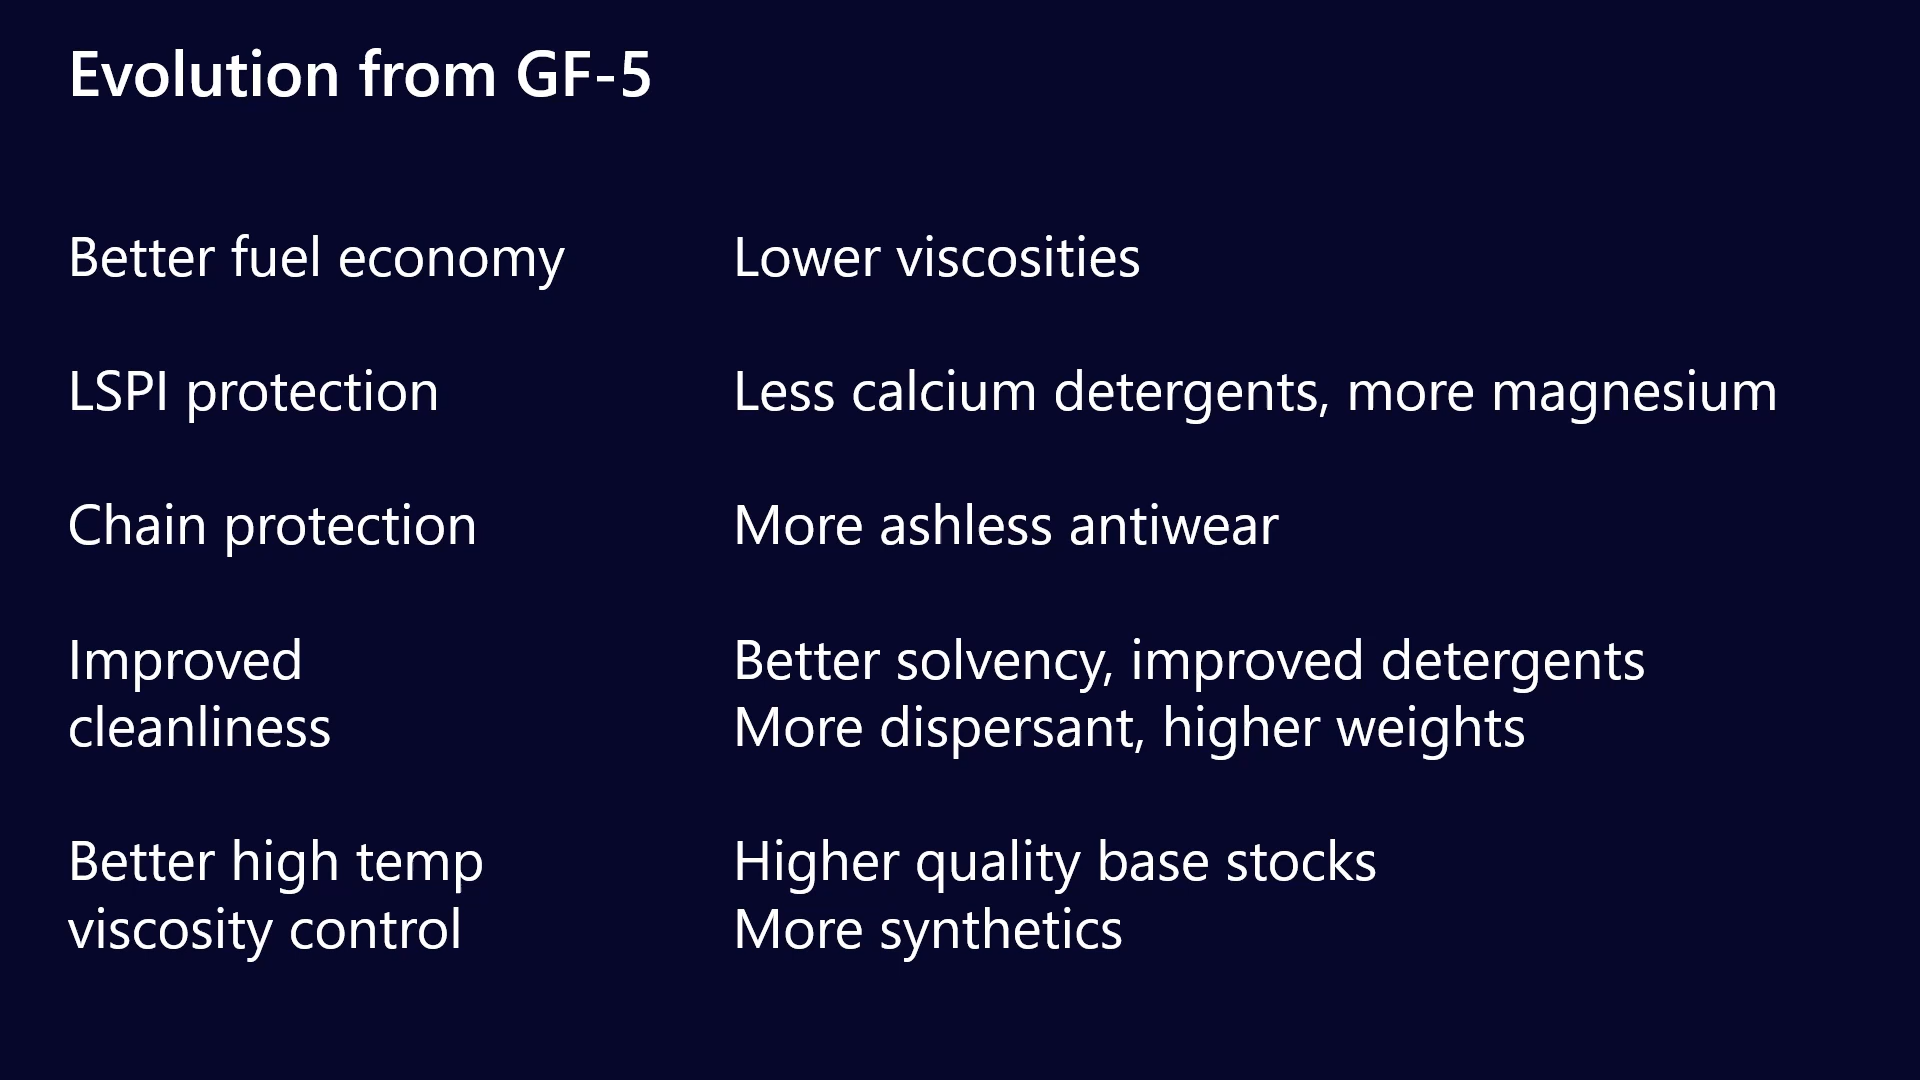 Evolution from GF-5
Better fuel economy
Lower viscosities
LSPI protection
Less calcium detergents, more magnesium
Chain protection
More ashless antiwear
Improved
cleanliness
Better solvency, improved detergents
More dispersant, higher weights
Better high temp
viscosity control
Higher quality base stocks
More synthetics